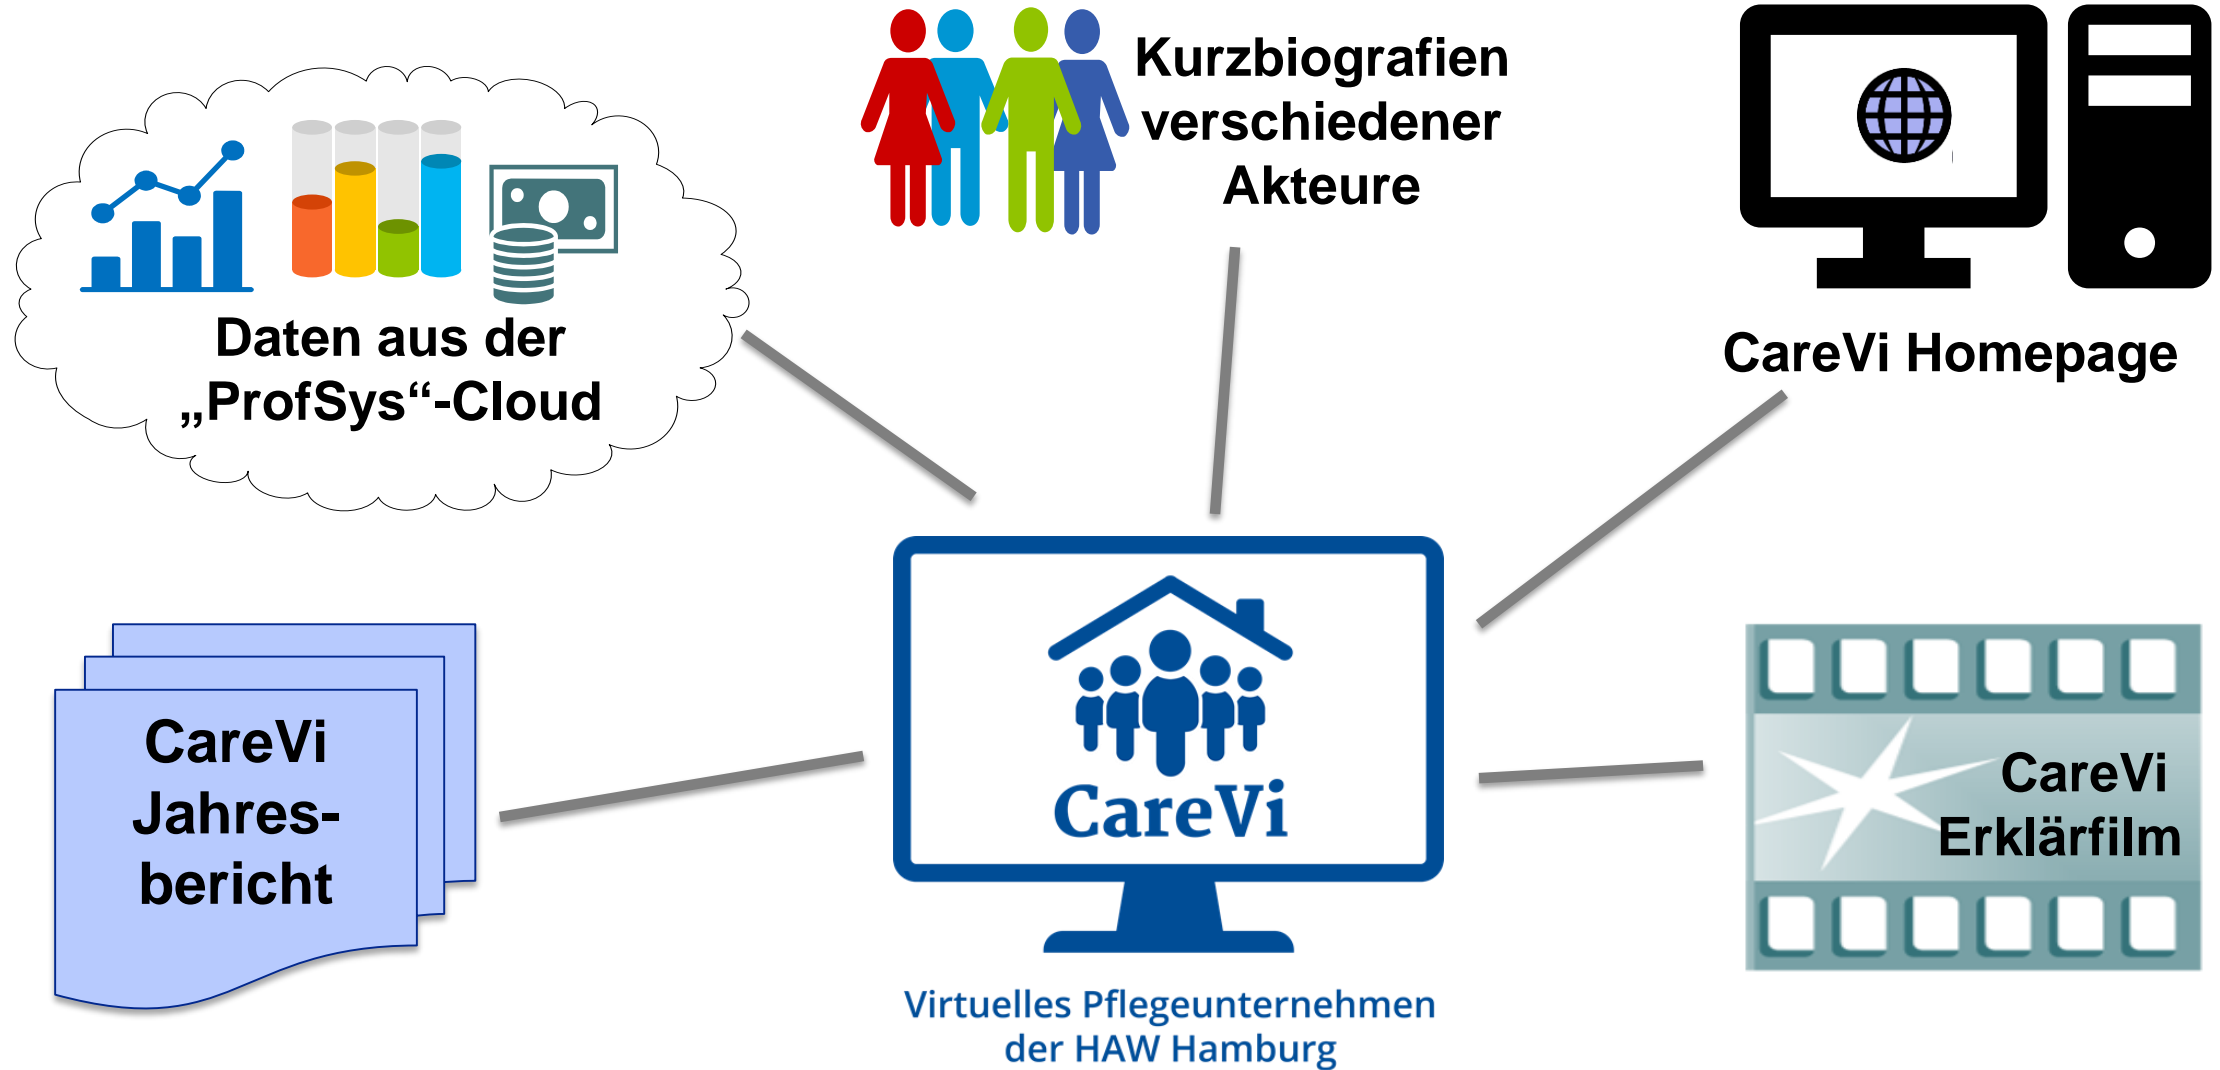 Kurzbiografien
verschiedener
Akteure
Daten aus der
„ProfSys“-Cloud
CareVi Homepage
CareVi
Jahres-
bericht
CareVi
CareVi
Erklärfilm
Virtuelles Pflegeunternehmen
der HAW Hamburg